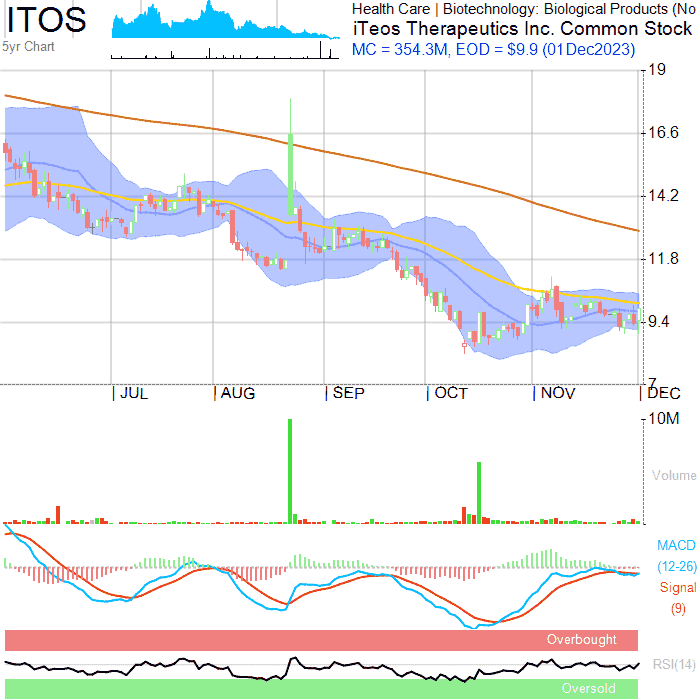 ITOS
5yr Chart
Health Care | Biotechnology: Biological Products (No
iTeos Therapeutics Inc. Common Stock
MC = 354.3M, EOD = $9.9 (01Dec2023)
19
16.6
14.2
11.8
9.4
7
JUL AUG SEP OCT NOV DEC
10M
Volume
MACD
(12-26)
Signal
(9)
Overbought
RSI(14)
Oversold